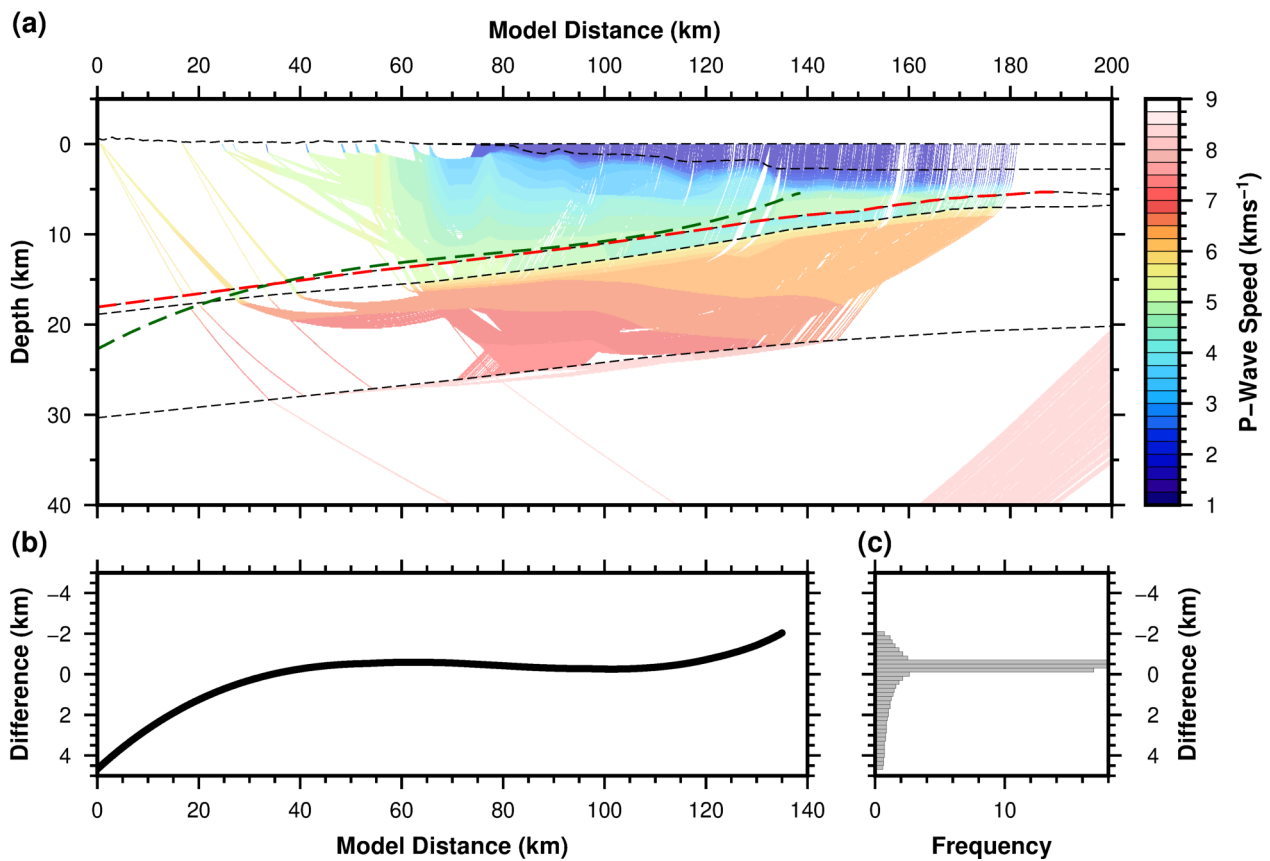 (a)
Model Distance (km)
0 20 40 60 80 100 120 140 160 180 200
0
10
20
30
40
Depth (km)
9
8
7
6
5
4
3
2
1
P-Wave Speed (kms⁻¹)
(b)
-4
-2
0
2
4
Difference (km)
0 20 40 60 80 100 120 140
Model Distance (km)
(c)
-4
-2
0
2
4
Difference (km)
0 10
Frequency